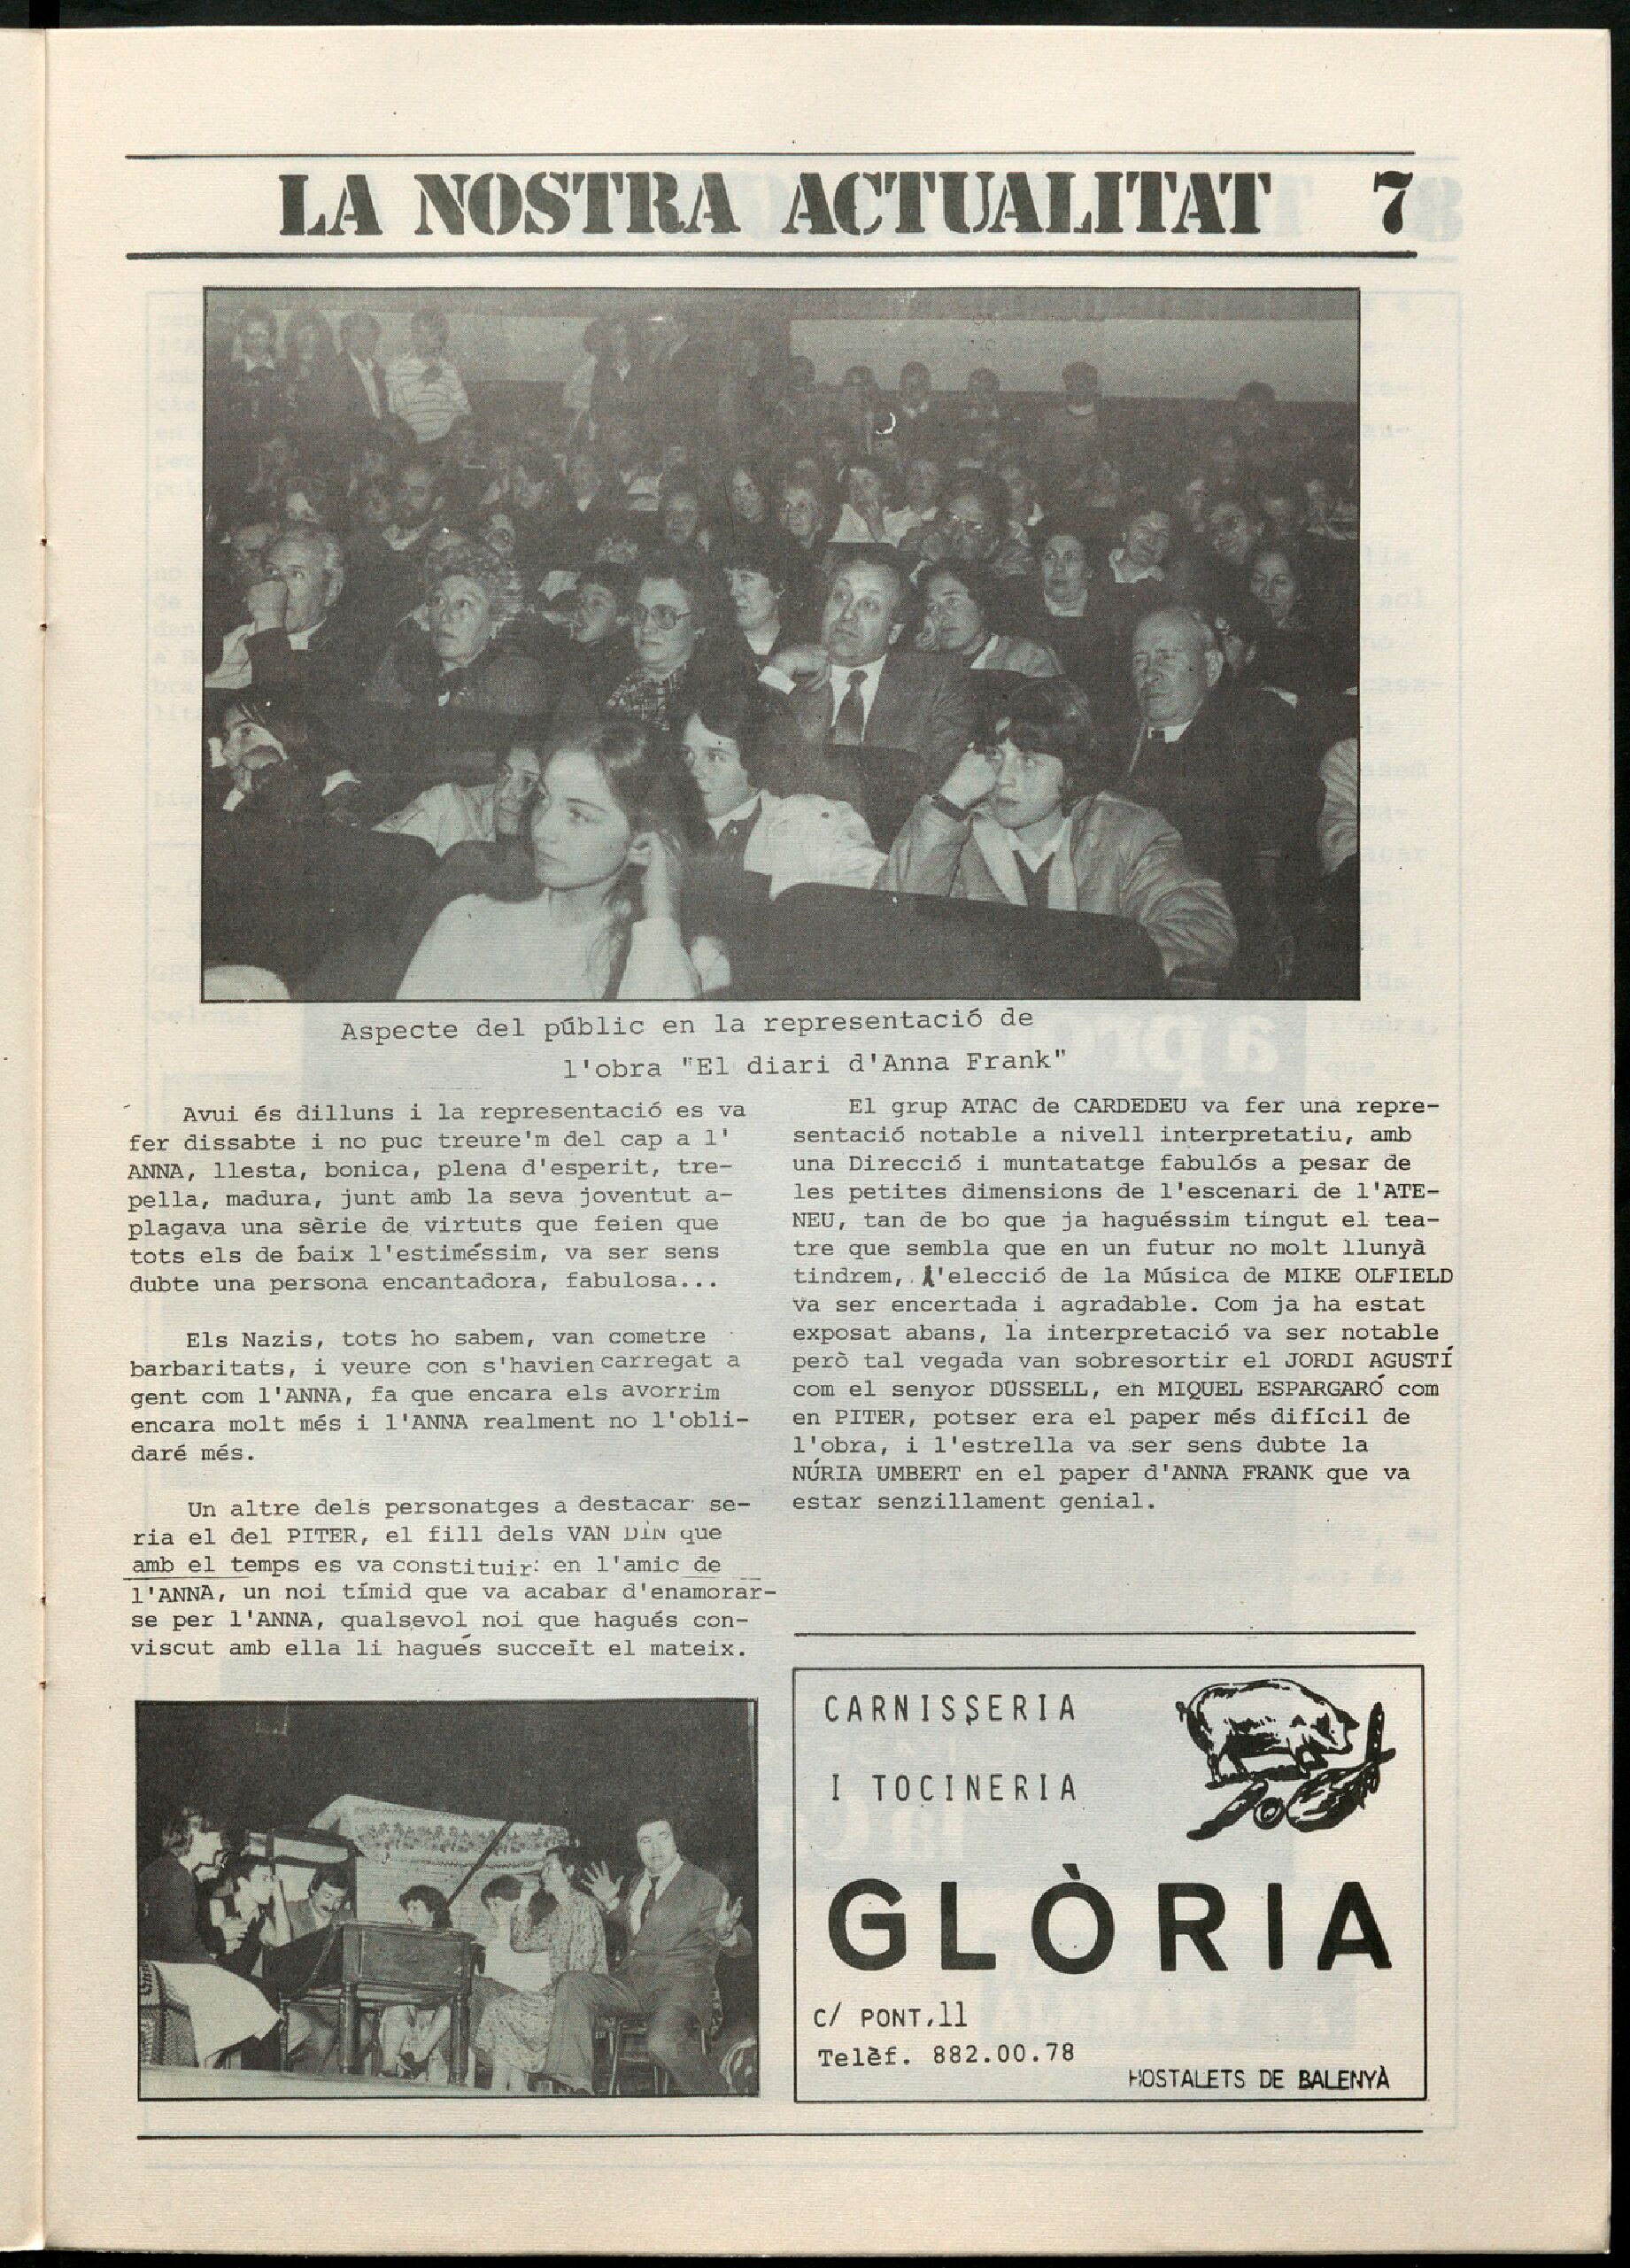 LA NOSTRA ACTUALITAT 7
Aspecte del públic en la representació de
l'obra "El diari d'Anna Frank"
Avui és dilluns i la representació es va
fer dissabte i no puc treure'm del cap a l'
ANNA, llesta, bonica, plena d'esperit, tre-
pella, madura, junt amb la seva joventut a-
plagava una sèrie de virtuts que feien que
tots els de baix l'estiméssim, va ser sens
dubte una persona encantadora, fabulosa...
Els Nazis, tots ho sabem, van cometre
barbaritats, i veure con s'havien carregat a
gent com l'ANNA, fa que encara els avorrim
encara molt més i l'ANNA realment no l'obli-
daré més.
Un altre dels personatges a destacar se-
ria el del PITER, el fill dels VAN DIN que
amb el temps es va constituir en l'amic de
l'ANNA, un noi tímid que va acabar d'enamorar-
se per l'ANNA, qualsevol noi que hagués con-
viscut amb ella li hagués succeït el mateix.
El grup ATAC de CARDEDEU va fer una repre-
sentació notable a nivell interpretatiu, amb
una Direcció i muntatatge fabulós a pesar de
les petites dimensions de l'escenari de l'ATE-
NEU, tan de bo que ja haguéssim tingut el tea-
tre que sembla que en un futur no molt llunyà
tindrem, l'elecció de la Música de MIKE OLFIELD
va ser encertada i agradable. Com ja ha estat
exposat abans, la interpretació va ser notable
però tal vegada van sobresortir el JORDI AGUSTÍ
com el senyor DÜSSELL, en MIQUEL ESPARGARÓ com
en PITER, potser era el paper més difícil de
l'obra, i l'estrella va ser sens dubte la
NÚRIA UMBERT en el paper d'ANNA FRANK que va
estar senzillament genial.
CARNISSERIA
I TOCINERIA
GLÒRIA
C/ PONT,11
Telèf. 882.00.78
HOSTALETS DE BALENYÀ